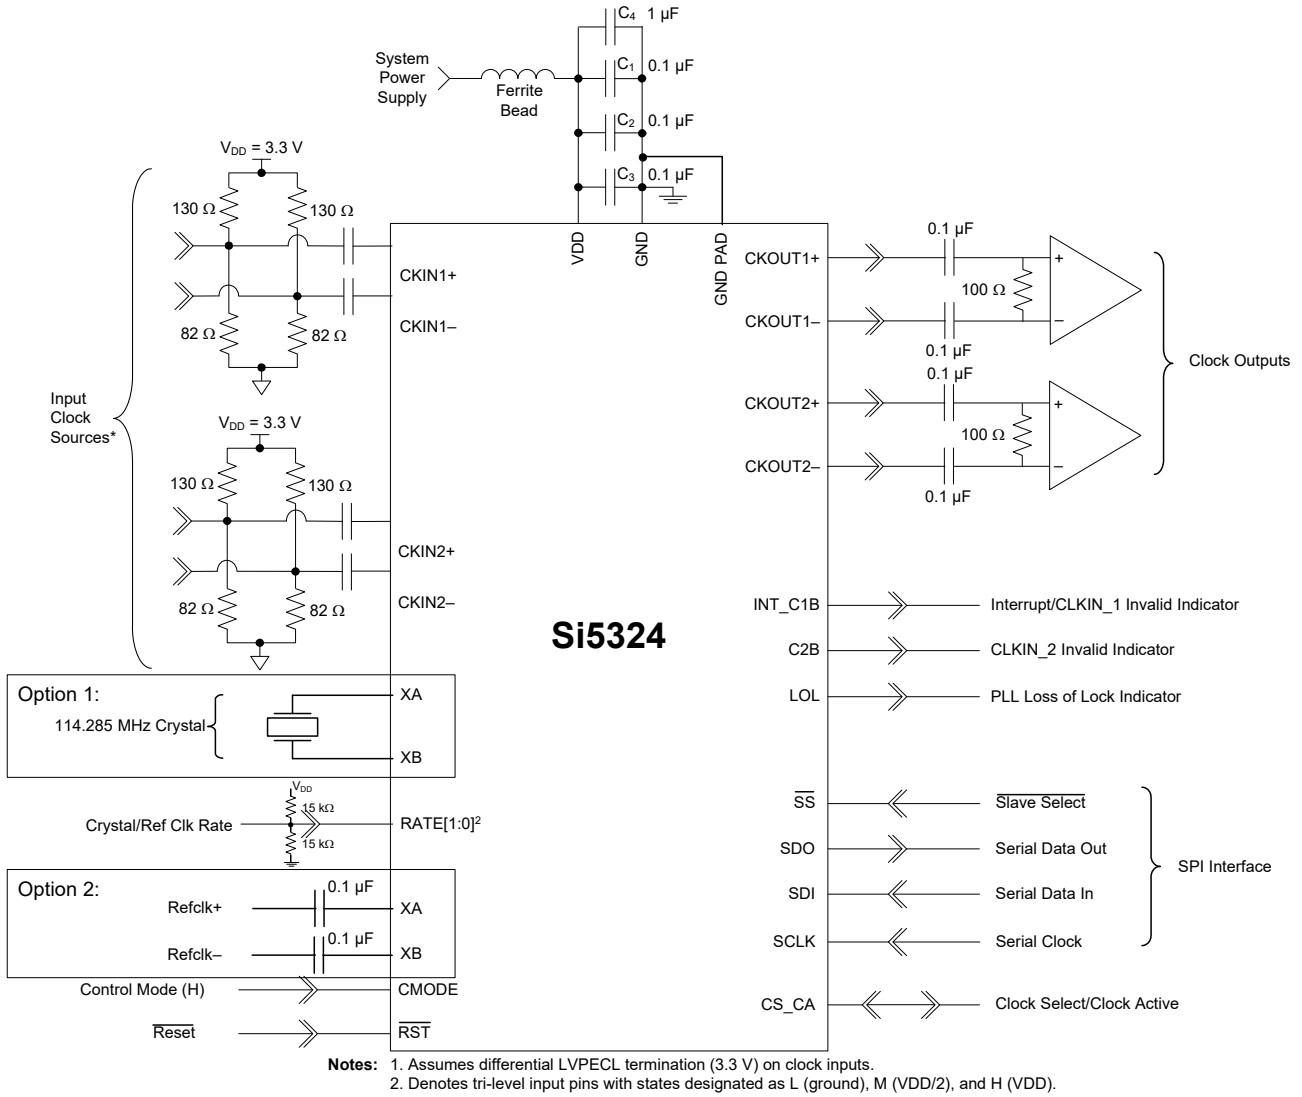 C4 1 µF
System
Power
Supply
Ferrite
Bead
C1 0.1 µF
C2 0.1 µF
C3 0.1 µF
VDD = 3.3 V
130 Ω
130 Ω
82 Ω
82 Ω
CKIN1+
CKIN1–
Input
Clock
Sources*
VDD = 3.3 V
130 Ω
130 Ω
82 Ω
82 Ω
CKIN2+
CKIN2–
VDD
GND
GND PAD
Si5324
CKOUT1+
0.1 µF
100 Ω
+
–
CKOUT1–
0.1 µF
CKOUT2+
0.1 µF
100 Ω
+
–
CKOUT2–
0.1 µF
Clock Outputs
INT_C1B
Interrupt/CLKIN_1 Invalid Indicator
C2B
CLKIN_2 Invalid Indicator
LOL
PLL Loss of Lock Indicator
Option 1:
114.285 MHz Crystal
XA
XB
Crystal/Ref Clk Rate
VDD
15 kΩ
15 kΩ
RATE[1:0]2
Option 2:
Refclk+
0.1 µF
XA
Refclk–
0.1 µF
XB
Control Mode (H)
CMODE
Reset
RST
SS
Slave Select
SDO
Serial Data Out
SDI
Serial Data In
SCLK
Serial Clock
SPI Interface
CS_CA
Clock Select/Clock Active
Notes: 1. Assumes differential LVPECL termination (3.3 V) on clock inputs.
2. Denotes tri-level input pins with states designated as L (ground), M (VDD/2), and H (VDD).